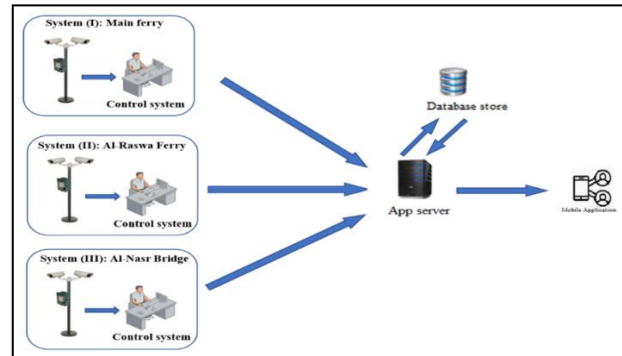 System (I): Main ferry
Control system
System (II): Al-Raswa Ferry
Control system
System (III): Al-Nasr Bridge
Control system
Database store
App server
Mobile Application